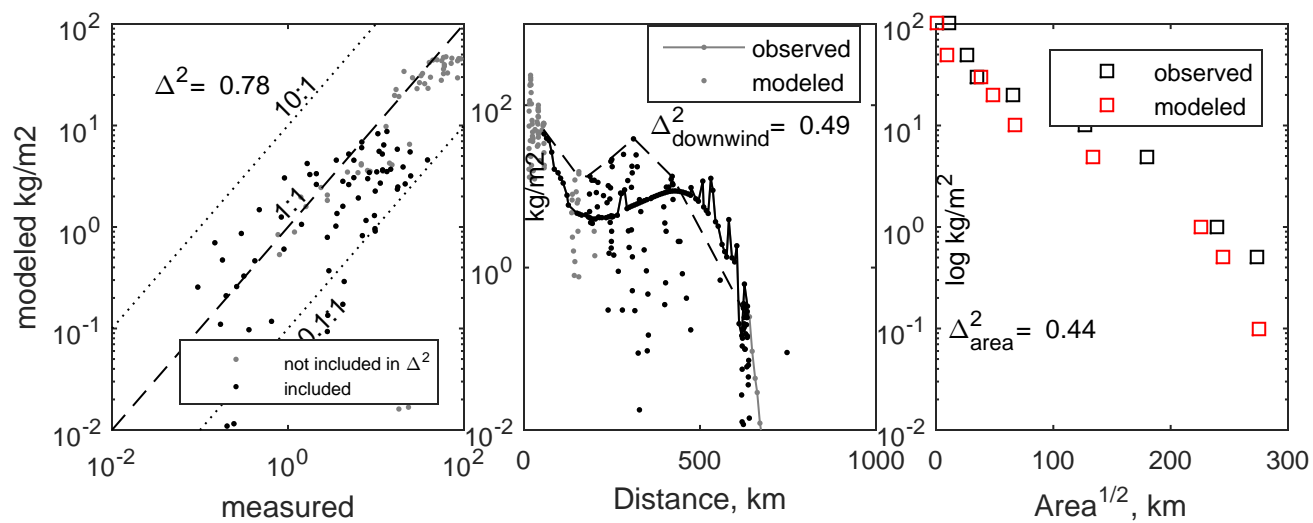 10^2
10^1
10^0
10^-1
10^-2
modeled kg/m2
Δ^2= 0.78
10:1
1:1
0.1:1
not included in Δ^2
included
10^-2
10^0
10^2
measured
10^2
10^0
10^-2
kg/m2
observed
modeled
Δ^2_downwind= 0.49
0
500
1000
Distance, km
10^2
10^1
10^0
10^-1
10^-2
log kg/m^2
observed
modeled
Δ^2_area= 0.44
0
100
200
300
Area^1/2, km